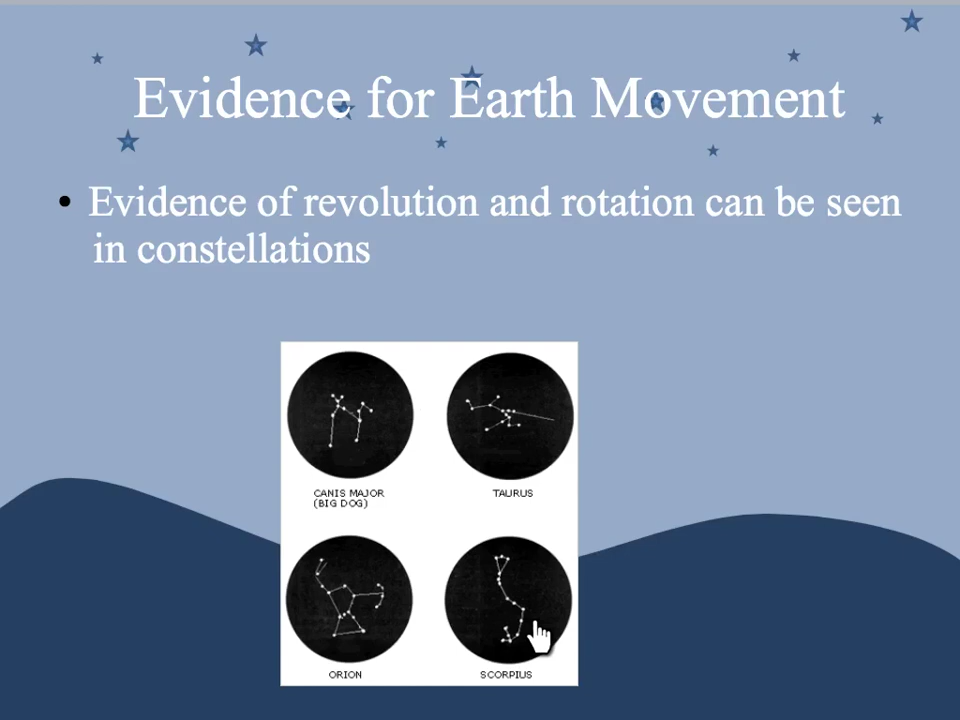 Evidence for Earth Movement
• Evidence of revolution and rotation can be seen
in constellations
CANIS MAJOR
(BIG DOG)
TAURUS
ORION
SCORPIUS